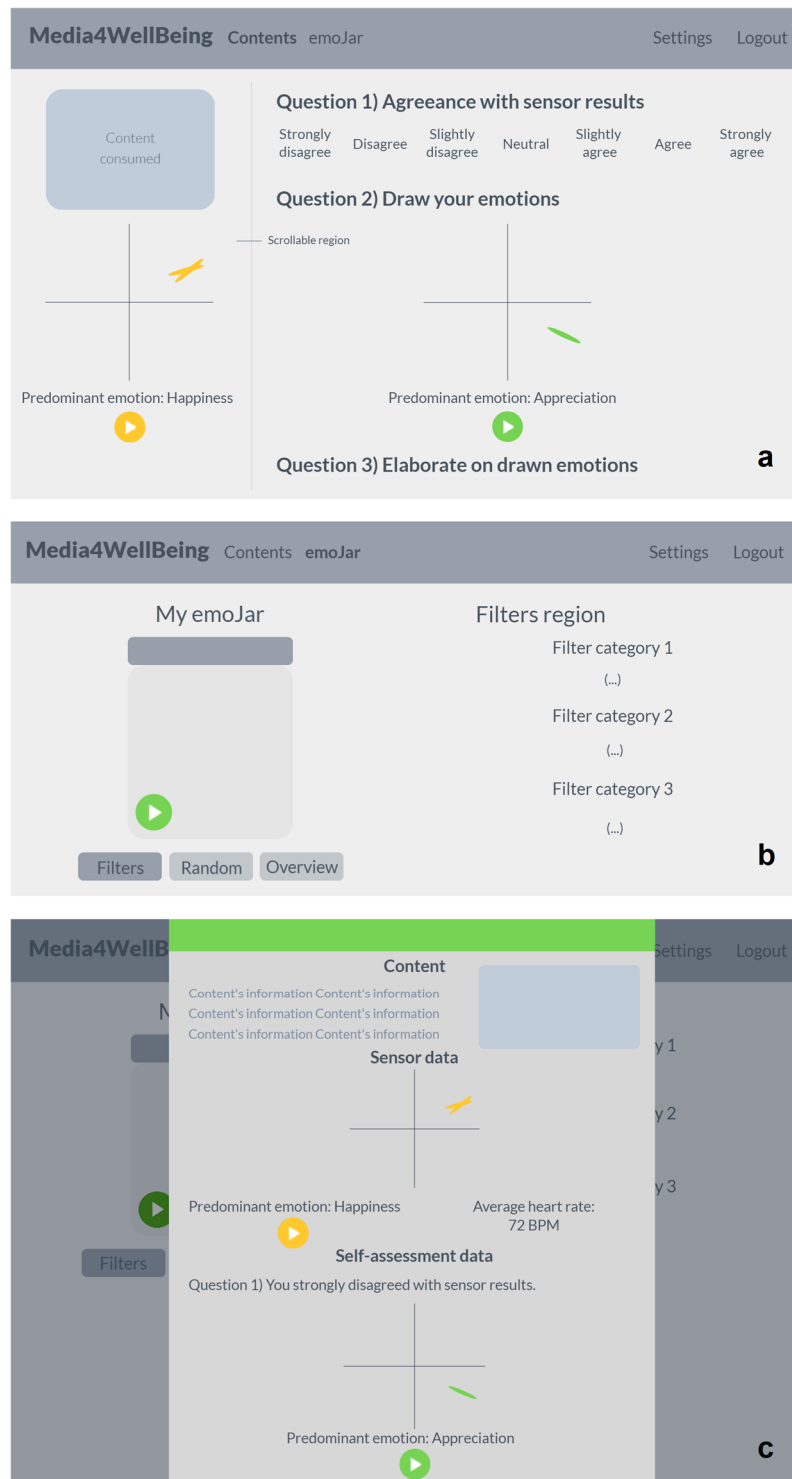 Media4WellBeing Contents emoJar Settings Logout
Content
consumed
Question 1) Agreeance with sensor results
Strongly disagree Disagree Slightly disagree Neutral Slightly agree Agree Strongly agree
Question 2) Draw your emotions
Scrollable region
Predominant emotion: Happiness
Predominant emotion: Appreciation
Question 3) Elaborate on drawn emotions
a
Media4WellBeing Contents emoJar Settings Logout
My emoJar
Filters region
Filter category 1
(...)
Filter category 2
(...)
Filter category 3
(...)
Filters Random Overview
b
Media4WellB Settings Logout
M
y 1
y 2
y 3
Filters
Content
Content's information Content's information
Content's information Content's information
Content's information Content's information
Sensor data
Predominant emotion: Happiness
Average heart rate:
72 BPM
Self-assessment data
Question 1) You strongly disagreed with sensor results.
Predominant emotion: Appreciation
c